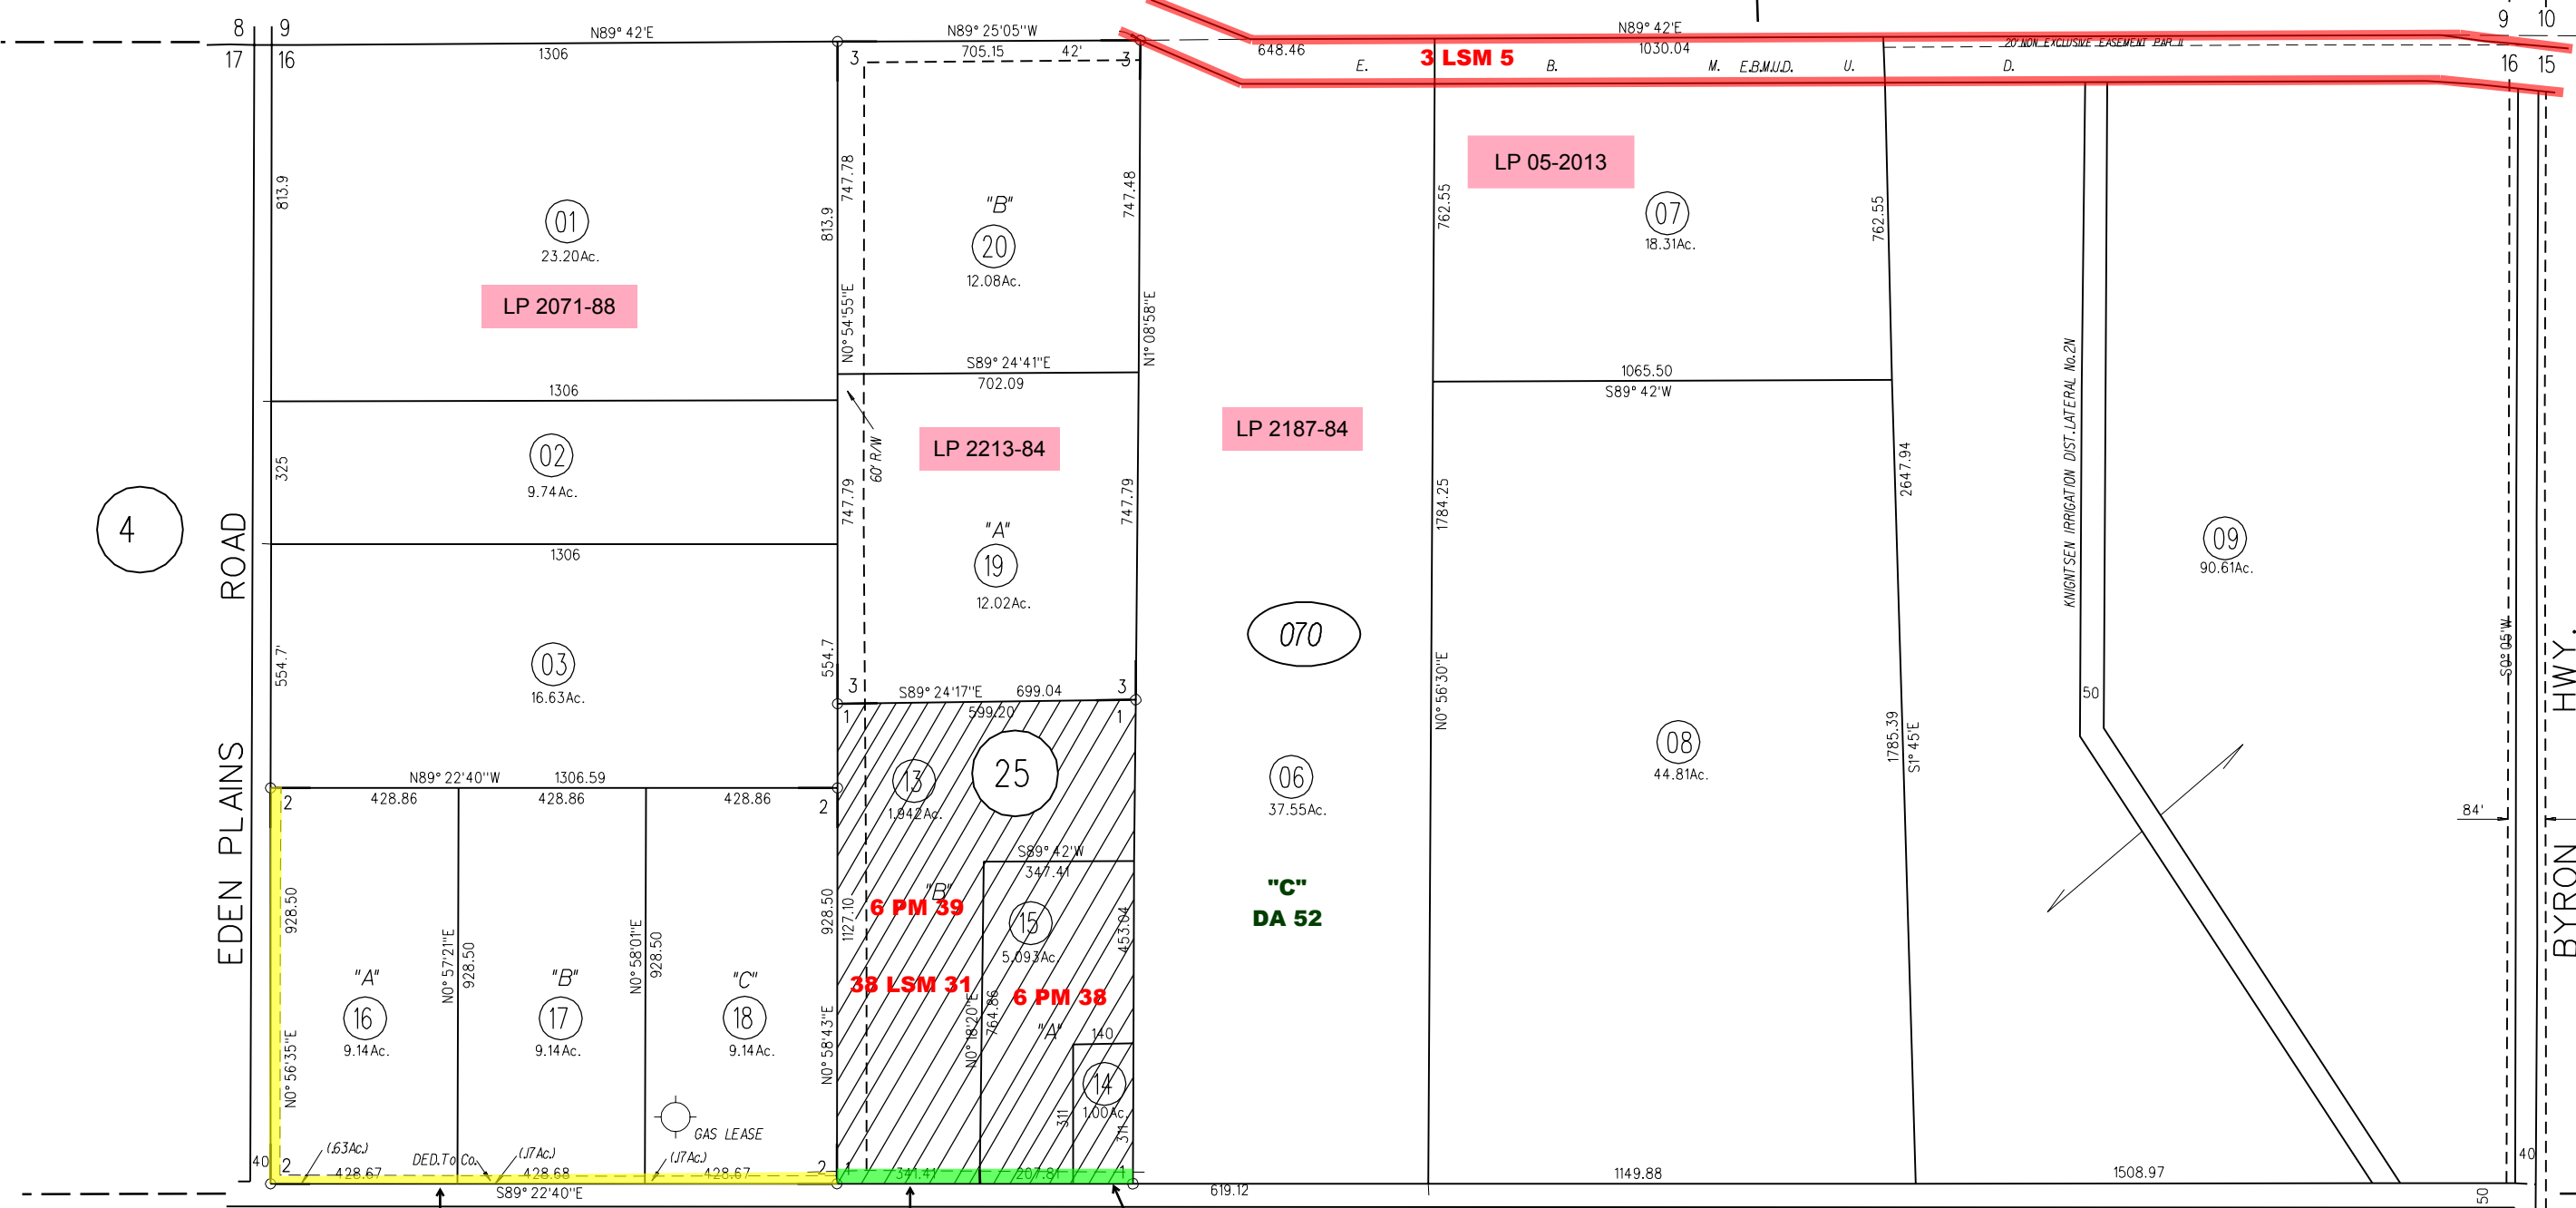 8 9
17 16
N89° 42'E
1306
N89° 25'05"W
705.15 42'
3 3
648.46
N89° 42'E
1030.04
20' NON EXCLUSIVE EASEMENT PAR II
9 10
16 15
E. B. M. E.B.M.U.D. U. D.
3 LSM 5
813.9
01
23.20Ac.
LP 2071-88
813.9
747.78
N0° 54'55"E
"B"
20
12.08Ac.
747.48
N1° 08'58"E
S89° 24'41"E
702.09
LP 05-2013
762.55
07
18.31Ac.
762.55
1065.50
S89° 42'W
1306
02
9.74Ac.
325
1306
60' R/W
LP 2213-84
747.79
"A"
19
12.02Ac.
747.79
LP 2187-84
1784.25
N0° 56'30"E
2647.94
KNIGNTSEN IRRIGATION DIST. LATERAL No.2N
09
90.61Ac.
4
EDEN PLAINS ROAD
554.7'
03
16.63Ac.
554.7
3 3
S89° 24'17"E 699.04
599.20
1 1
070
S0° 05'W
BYRON HWY.
50
08
44.81Ac.
1785.39
S1° 45'E
84'
N89° 22'40"W 1306.59
2 428.86 428.86 428.86 2
13
1.942Ac.
25
06
37.55Ac.
S89° 42'W
347.41
"C"
DA 52
928.50
N0° 56'35"E
"A"
16
9.14Ac.
N0° 57'21"E
928.50
"B"
17
9.14Ac.
N0° 58'01"E
928.50
"C"
18
9.14Ac.
928.50
N0° 58'43"E
1127.10
"B"
6 PM 39
38 LSM 31
15
5.093Ac.
453.04
6 PM 38
N0° 18'20"E
764.86
"A"
140
14
1.00Ac.
311
311
GAS LEASE
(.63Ac.)
DED. To Co.
(.17Ac.)
(.17Ac.)
40 2
428.67 428.68 428.67
2 1
341.41 207.81
1
S89° 22'40"E
619.12
1149.88
1508.97
40
50